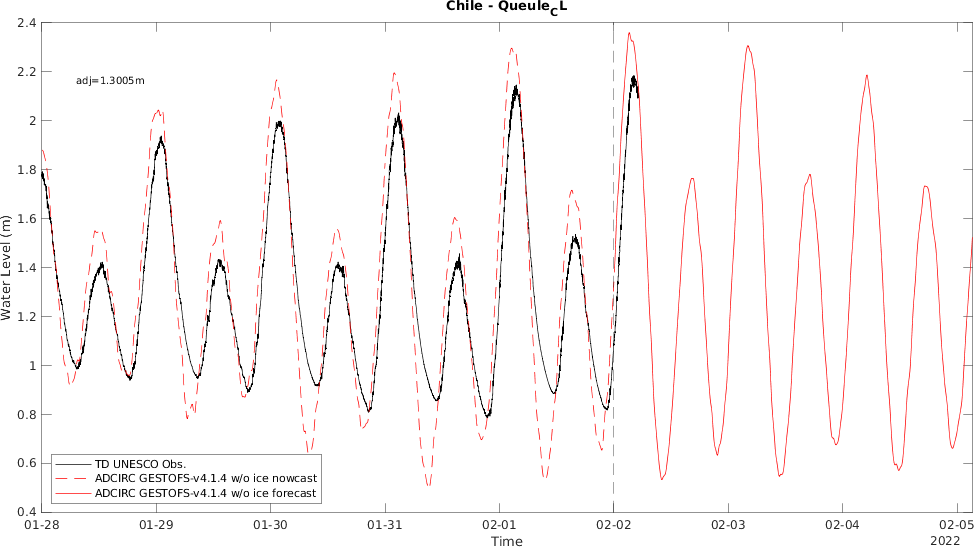 Chile - Queule_CL
2.4
2.2
adj=1.3005m
2
1.8
1.6
1.4
1.2
1
0.8
0.6
0.4
Water Level (m)
TD UNESCO Obs.
ADCIRC GESTOFS-v4.1.4 w/o ice nowcast
ADCIRC GESTOFS-v4.1.4 w/o ice forecast
01-28 01-29 01-30 01-31 02-01 02-02 02-03 02-04 02-05
Time
2022